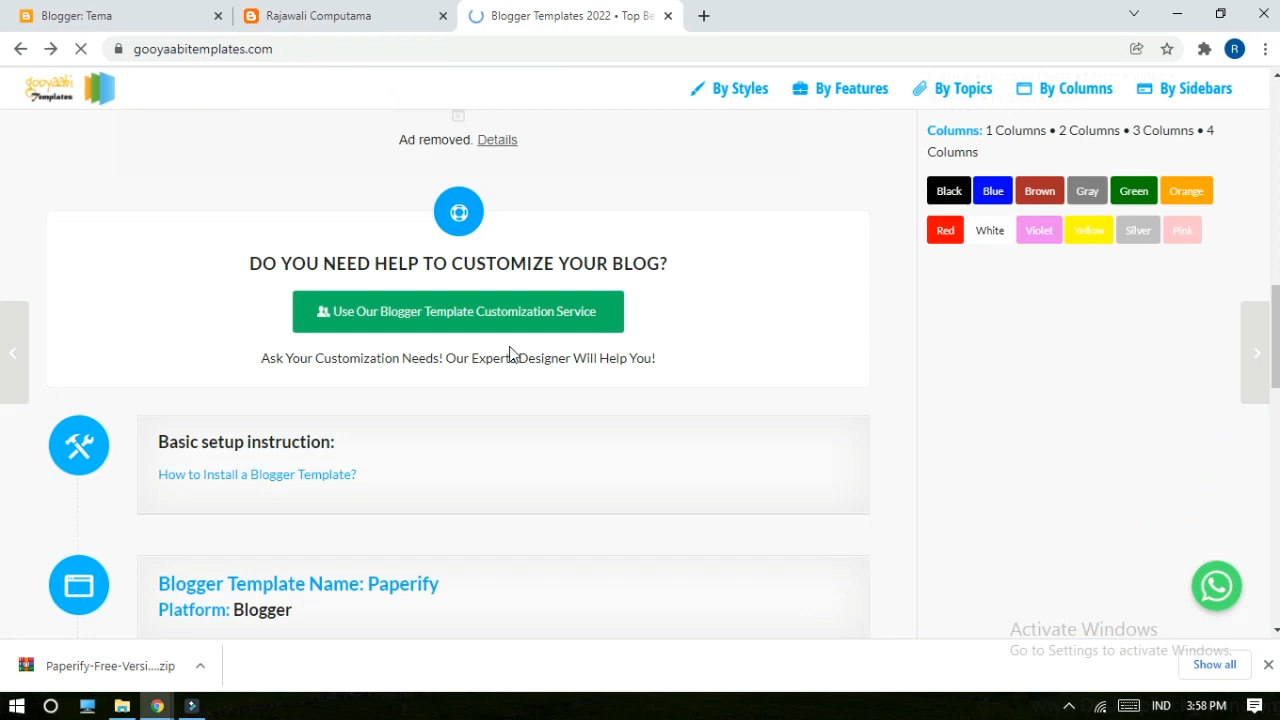 Blogger: Tema
Rajawali Computama
Blogger Templates 2022 • Top Be
gooyaabitemplates.com
R
gooyaabi
Templates
By Styles
By Features
By Topics
By Columns
By Sidebars
Ad removed. Details
Columns: 1 Columns • 2 Columns • 3 Columns • 4
Columns
Black
Blue
Brown
Gray
Green
Orange
Red
White
Violet
Yellow
Silver
Pink
DO YOU NEED HELP TO CUSTOMIZE YOUR BLOG?
Use Our Blogger Template Customization Service
Ask Your Customization Needs! Our Expert Designer Will Help You!
Basic setup instruction:
How to Install a Blogger Template?
Blogger Template Name: Paperify
Platform: Blogger
Activate Windows
Go to Settings to activate Windows.
Paperify-Free-Versi....zip
Show all
IND
3:58 PM